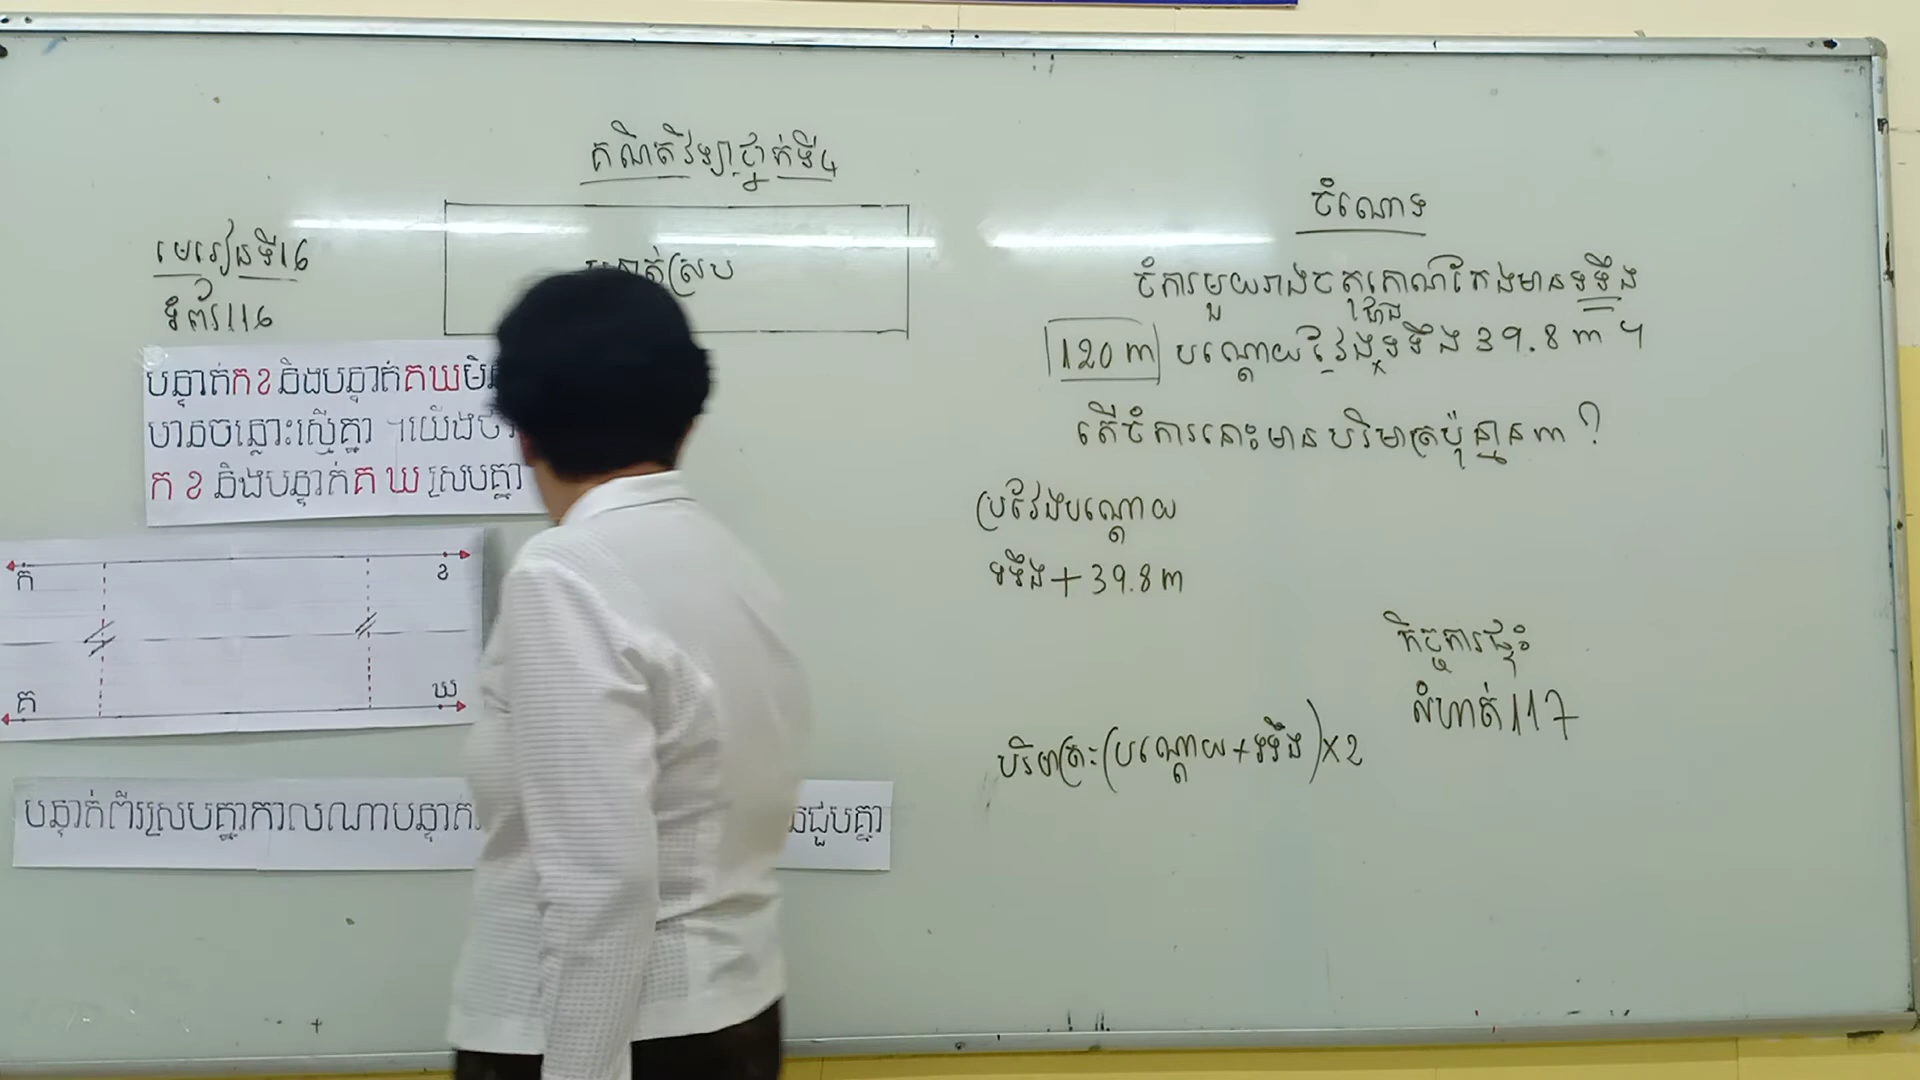 គណិតវិទ្យាថ្នាក់ទី4
មេរៀនទី16
ទំព័រ116
ស្រប
បន្ទាត់កខ និងបន្ទាត់គឃមិន
មានចន្លោះស្មើគ្នា ។យើងថា
ក ខ និងបន្ទាត់គ ឃ ស្របគ្នា
ក ខ
គ ឃ
បន្ទាត់ពីរស្របគ្នាកាលណាបន្ទាត់
នជួបគ្នា
ចំណោទ
ចំការមួយរាងចតុកោណកែងមានទទឹង
120 m បណ្តោយវែងជាងទទឹង 39.8 m ។
តើចំការនោះមានបរិមាត្រប៉ុន្មាន m ?
ប្រវែងបណ្តោយ
ទទឹង + 39.8 m
កិច្ចការផ្ទះ
លំហាត់ 117
បរិមាត្រ: (បណ្តោយ + ទទឹង) × 2